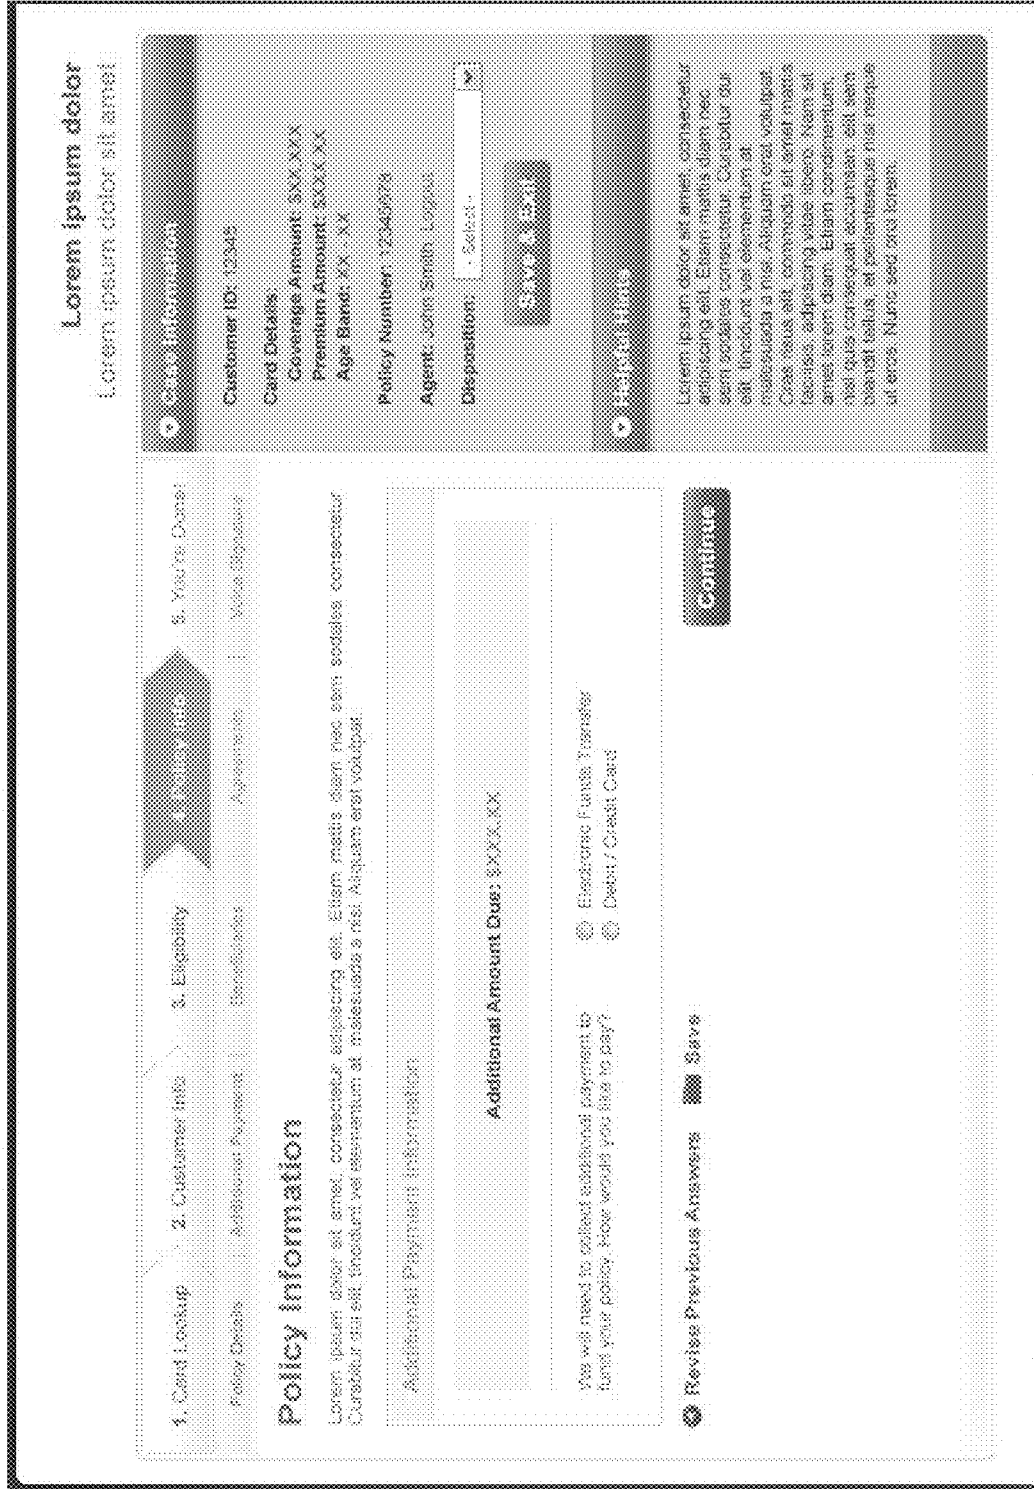 Lorem ipsum dolor
Lorem ipsum dolor sit amet
1. Card Lookup
2. Customer Info
3. Eligibility
5. You're Done!
Policy Details
Additional Payment
Beneficiaries
Agreements
Voice Signature
Policy Information
Lorem ipsum dolor sit amet, consectetur adipiscing elit. Etiam mattis diam nec sem sodales consectetur.
Curabitur dui elit, tincidunt vel elementum at, malesuada a nisl. Aliquam erat volutpat.
Additional Payment Information
Additional Amount Due: $XXX.XX
We will need to collect additional payment to
fund your policy. How would you like to pay?
Electronic Funds Transfer
Debit / Credit Card
Revise Previous Answers
Save
Continue
Call Information
Customer ID: 12345
Card Details:
Coverage Amount: $XX,XXX
Premium Amount: $XXX.XX
Age Band: XX - XX
Policy Number: 12345678
Agent: John Smith Logout
Disposition: - Select -
Save & Exit
Helpful Hints
Lorem ipsum dolor sit amet, consectetur
adipiscing elit. Etiam mattis diam nec
sem sodales consectetur. Curabitur dui
elit, tincidunt vel elementum at,
malesuada a nisl. Aliquam erat volutpat.
Cras risus elit, commodo sit amet mattis
facilisis, adipiscing vitae libero. Nam sit
amet lorem diam. Etiam condimentum,
nisl quis consequat accumsan, elit sem
blandit tellus, at pellentesque nisi neque
ut eros. Nunc sed orci lorem.